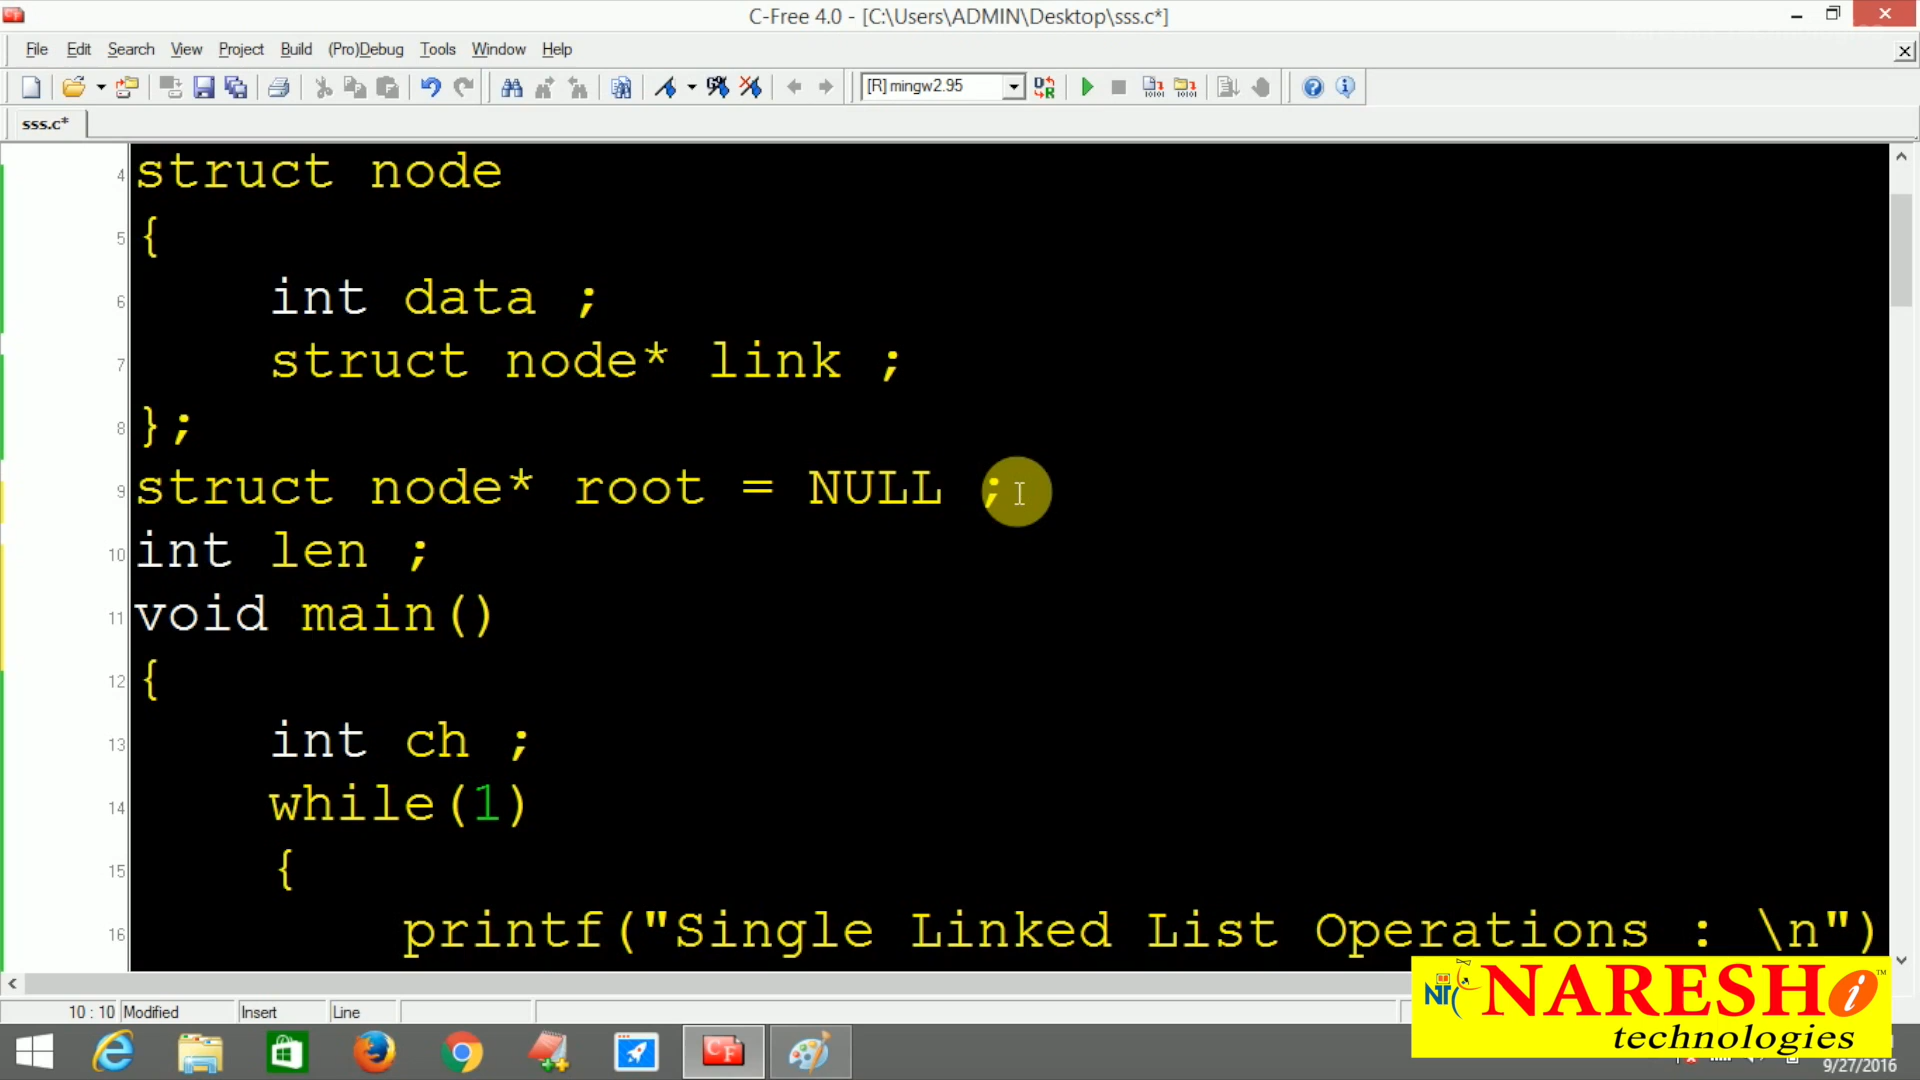 C-Free 4.0 - [C:\Users\ADMIN\Desktop\sss.c*]
File Edit Search View Project Build (Pro)Debug Tools Window Help
[R] mingw2.95
sss.c*
4 struct node
5 {
6 int data ;
7 struct node* link ;
8 };
9 struct node* root = NULL ;
10 int len ;
11 void main()
12 {
13 int ch ;
14 while(1)
15 {
16 printf("Single Linked List Operations : \n")
10 : 10 Modified Insert Line
NARESH i ™
technologies
9/27/2016